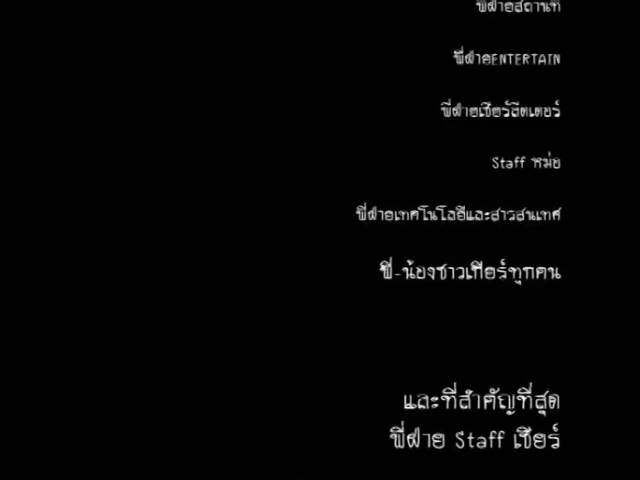 พี่ฝ่ายสถานที่
พี่ฝ่ายENTERTAIN
พี่ฝ่ายเชียร์ลีดเดอร์
Staff หม่อ
พี่ฝ่ายเทคโนโลยีและสารสนเทศ
พี่-น้องชาวเกียร์ทุกคน
และที่สำคัญที่สุด
พี่ฝ่าย Staff เชียร์